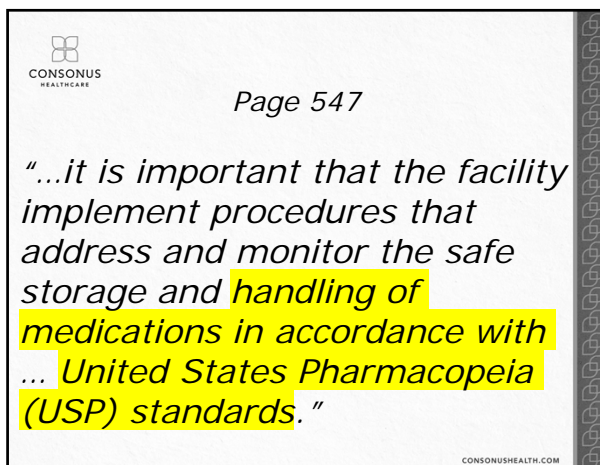 CONSONUS
HEALTHCARE
Page 547
“...it is important that the facility
implement procedures that
address and monitor the safe
storage and handling of
medications in accordance with
... United States Pharmacopeia
(USP) standards.”
CONSONUSHEALTH.COM